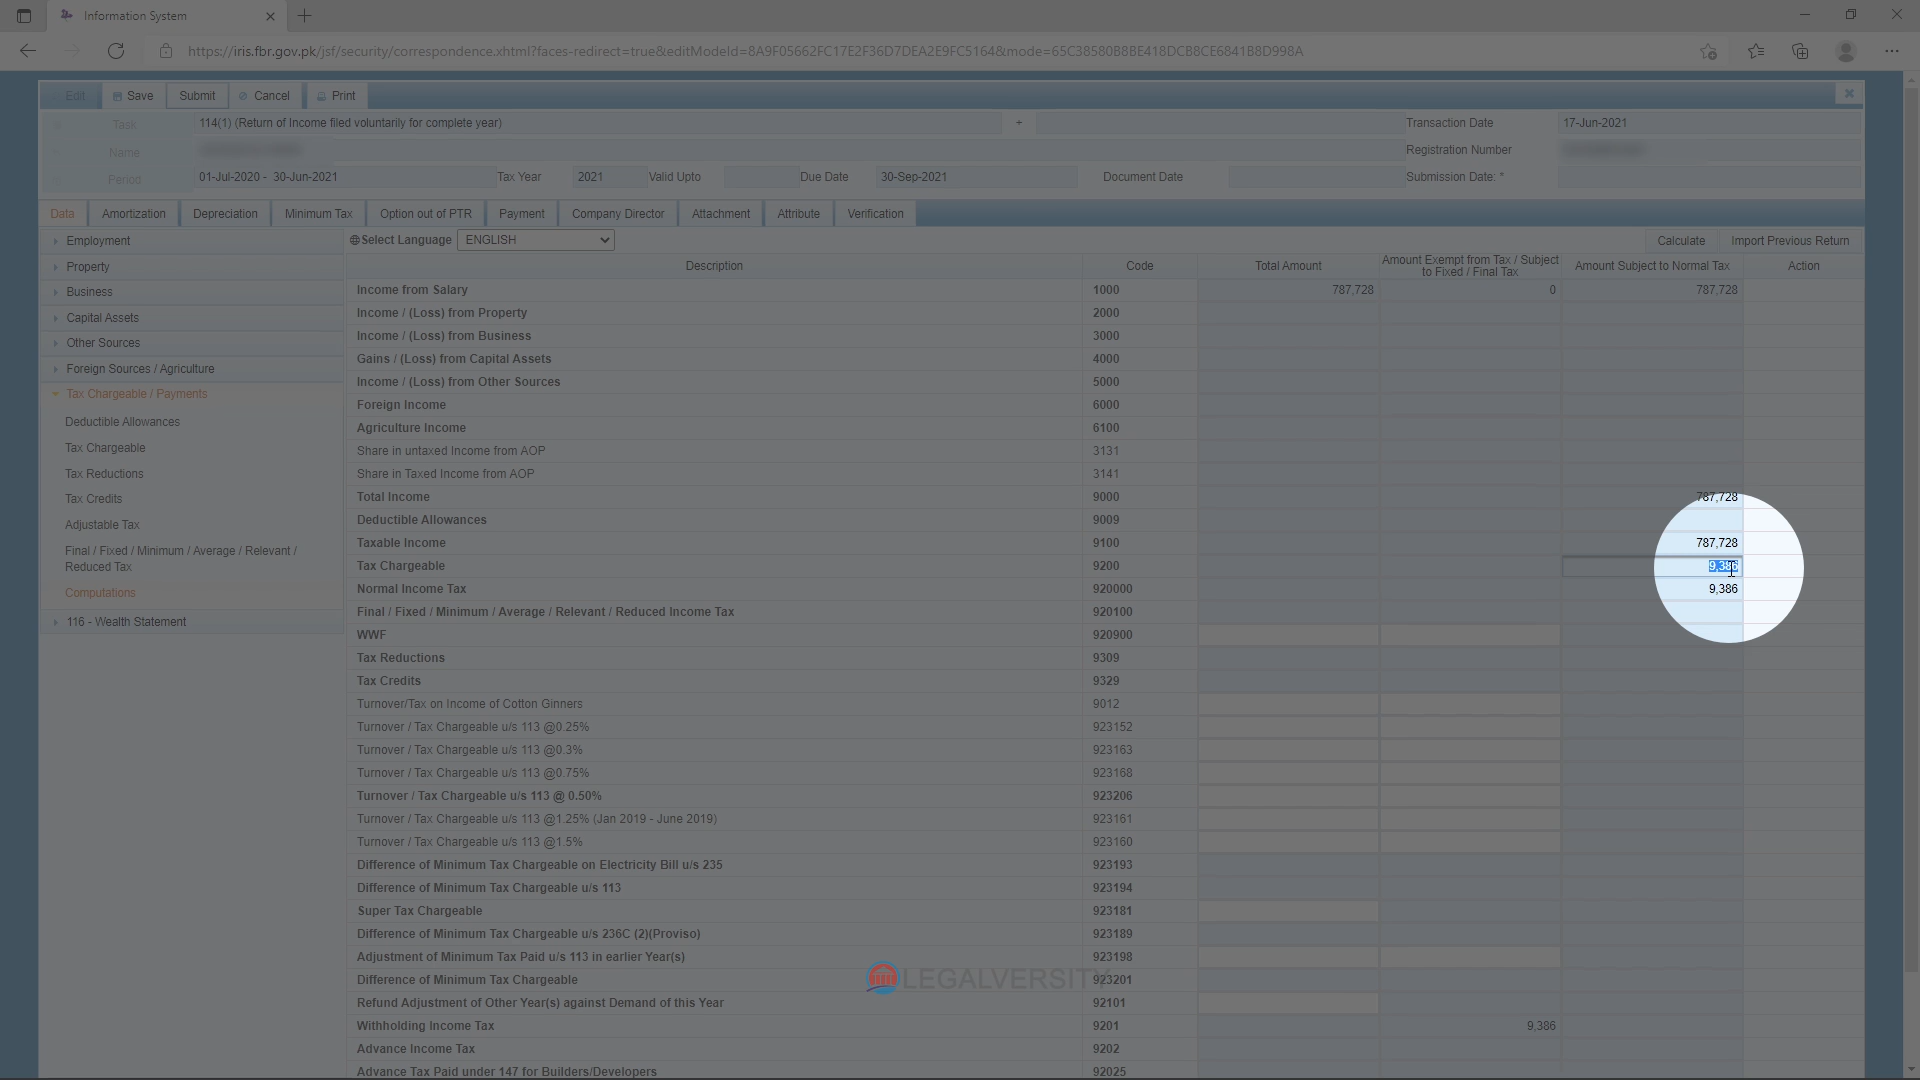 Information System
https://iris.fbr.gov.pk/jsf/security/correspondence.xhtml?faces-redirect=true&editModeId=8A9F05662FC17E2F36D7DEA2E9FC5164&mode=65C38580B8BE418DCB8CE6841B8D998A
Edit Save Submit Cancel Print
Task 114(1) (Return of Income filed voluntarily for complete year) + Transaction Date 17-Jun-2021
Name Registration Number
Period 01-Jul-2020 - 30-Jun-2021 Tax Year 2021 Valid Upto Due Date 30-Sep-2021 Document Date Submission Date: *
Data Amortization Depreciation Minimum Tax Option out of PTR Payment Company Director Attachment Attribute Verification
Employment
Property
Business
Capital Assets
Other Sources
Foreign Sources / Agriculture
Tax Chargeable / Payments
Deductible Allowances
Tax Chargeable
Tax Reductions
Tax Credits
Adjustable Tax
Final / Fixed / Minimum / Average / Relevant /
Reduced Tax
Computations
116 - Wealth Statement
Select Language ENGLISH Calculate Import Previous Return
Description Code Total Amount Amount Exempt from Tax / Subject to Fixed / Final Tax Amount Subject to Normal Tax Action
Income from Salary 1000 787,728 0 787,728
Income / (Loss) from Property 2000
Income / (Loss) from Business 3000
Gains / (Loss) from Capital Assets 4000
Income / (Loss) from Other Sources 5000
Foreign Income 6000
Agriculture Income 6100
Share in untaxed Income from AOP 3131
Share in Taxed Income from AOP 3141
Total Income 9000 787,728
Deductible Allowances 9009
Taxable Income 9100 787,728
Tax Chargeable 9200 9,386
Normal Income Tax 920000 9,386
Final / Fixed / Minimum / Average / Relevant / Reduced Income Tax 920100
WWF 920900
Tax Reductions 9309
Tax Credits 9329
Turnover/Tax on Income of Cotton Ginners 9012
Turnover / Tax Chargeable u/s 113 @0.25% 923152
Turnover / Tax Chargeable u/s 113 @0.3% 923163
Turnover / Tax Chargeable u/s 113 @0.75% 923168
Turnover / Tax Chargeable u/s 113 @ 0.50% 923206
Turnover / Tax Chargeable u/s 113 @1.25% (Jan 2019 - June 2019) 923161
Turnover / Tax Chargeable u/s 113 @1.5% 923160
Difference of Minimum Tax Chargeable on Electricity Bill u/s 235 923193
Difference of Minimum Tax Chargeable u/s 113 923194
Super Tax Chargeable 923181
Difference of Minimum Tax Chargeable u/s 236C (2)(Proviso) 923189
Adjustment of Minimum Tax Paid u/s 113 in earlier Year(s) 923198
Difference of Minimum Tax Chargeable 923201
LEGALVERSITY
Refund Adjustment of Other Year(s) against Demand of this Year 92101
Withholding Income Tax 9201 9,386
Advance Income Tax 9202
Advance Tax Paid under 147 for Builders/Developers 92025